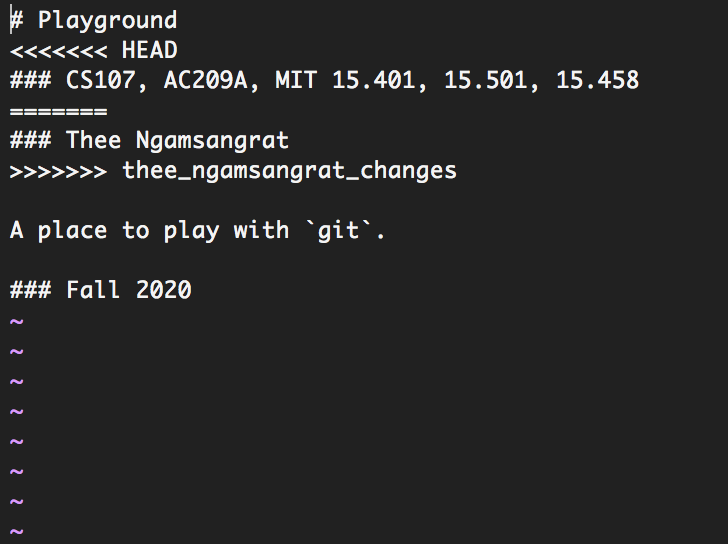 # Playground
<<<<<<< HEAD
### CS107, AC209A, MIT 15.401, 15.501, 15.458
=======
### Thee Ngamsangrat
>>>>>>> thee_ngamsangrat_changes
A place to play with `git`.
### Fall 2020
~
~
~
~
~
~
~
~